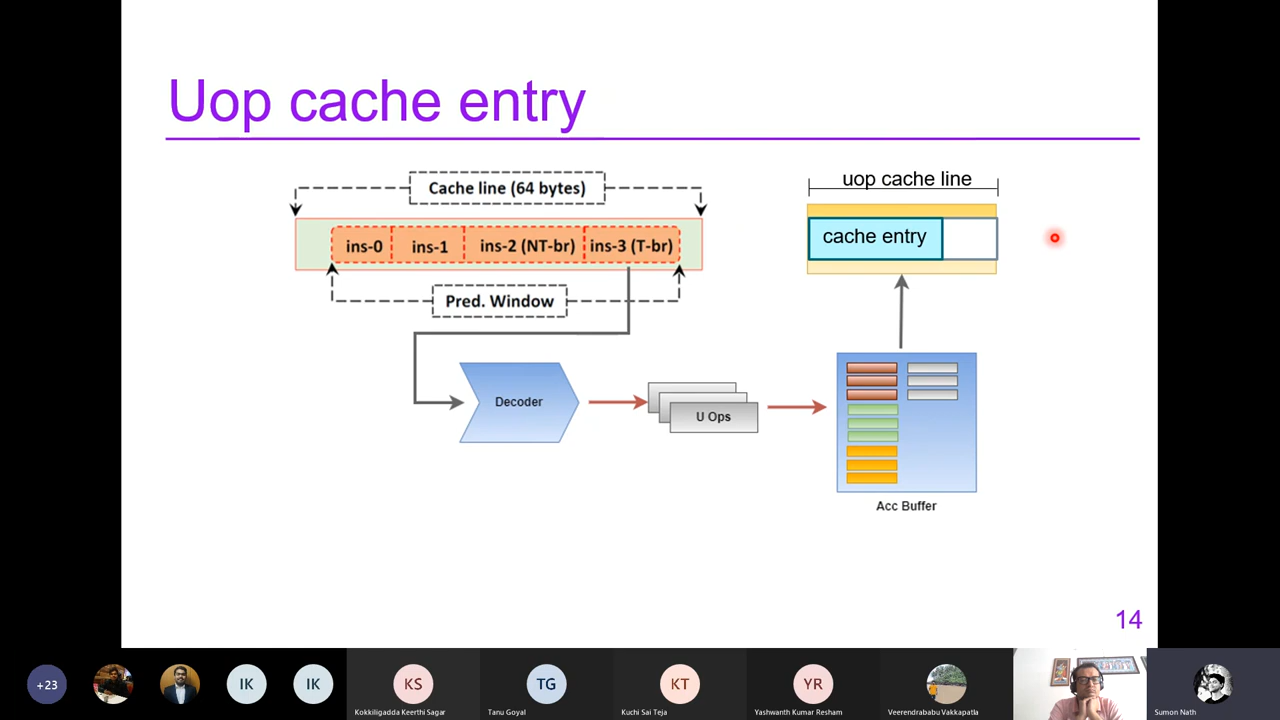 Uop cache entry
Cache line (64 bytes)
uop cache line
ins-0
ins-1
ins-2 (NT-br)
ins-3 (T-br)
cache entry
Pred. Window
Decoder
U Ops
Acc Buffer
14
+23
IK
IK
KS
TG
KT
YR
Kokkiligadda Keerthi Sagar
Tanu Goyal
Kuchi Sai Teja
Yashwanth Kumar Resham
Veerendrababu Vakkapatla
Sumon Nath